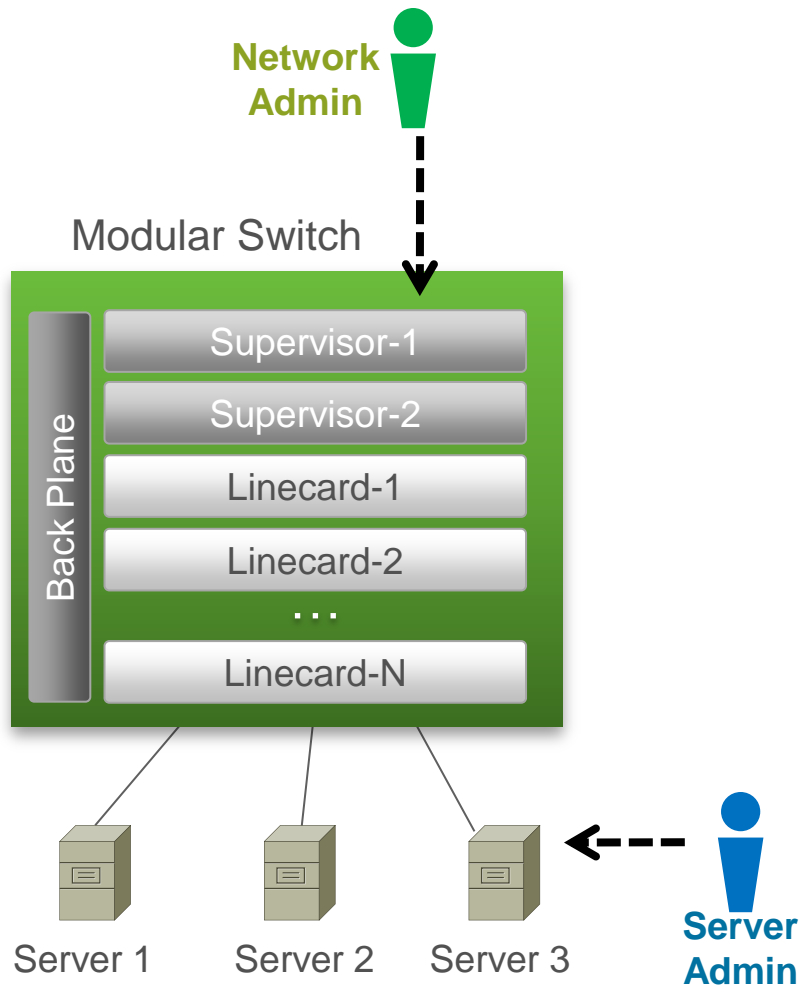 Network
Admin
Modular Switch
Back Plane
Supervisor-1
Supervisor-2
Linecard-1
Linecard-2
...
Linecard-N
Server 1
Server 2
Server 3
Server
Admin